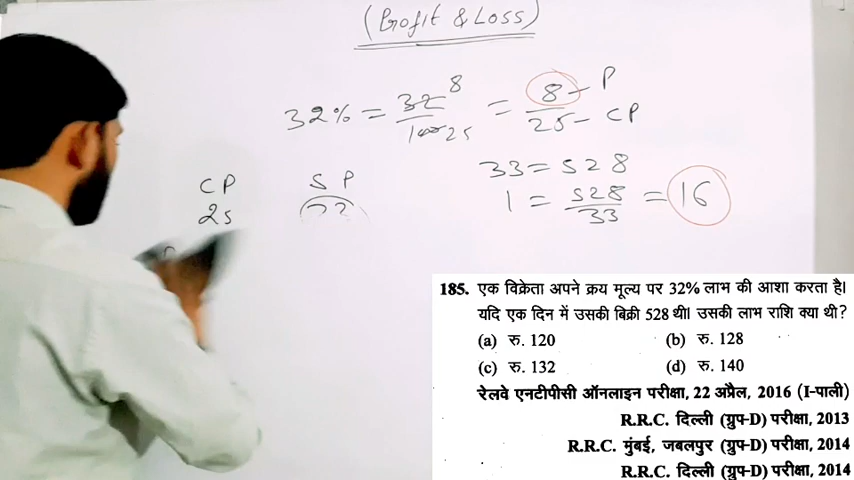 (Profit & Loss)
32% = 32/100 8 25 = 8/25 - P - CP
33 = 528
1 = 528/33 = 16
CP SP
25
185. एक विक्रेता अपने क्रय मूल्य पर 32% लाभ की आशा करता है।
यदि एक दिन में उसकी बिक्री 528 थी। उसकी लाभ राशि क्या थी?
(a) रु. 120 (b) रु. 128
(c) रु. 132 (d) रु. 140
रेलवे एनटीपीसी ऑनलाइन परीक्षा, 22 अप्रैल, 2016 (I-पाली)
R.R.C. दिल्ली (ग्रुप-D) परीक्षा, 2013
R.R.C. मुंबई, जबलपुर (ग्रुप-D) परीक्षा, 2014
R.R.C. दिल्ली (ग्रुप-D) परीक्षा, 2014